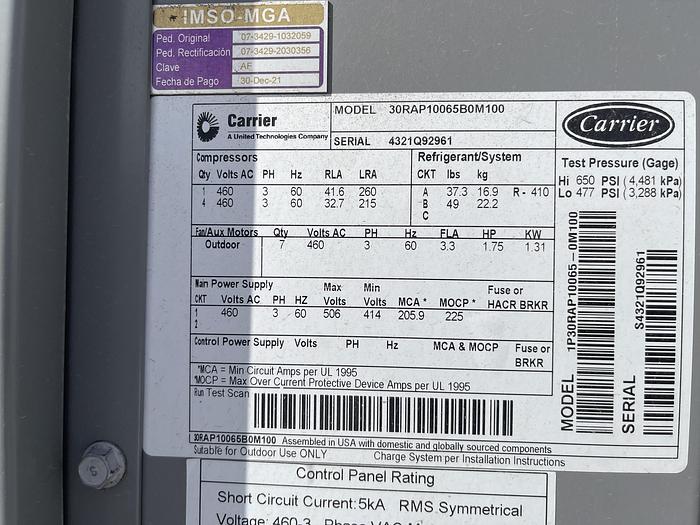 IMSO-MGA
Ped. Original 07-3429-1032059
Ped. Rectificación 07-3429-2030356
Clave AF
Fecha de Pago 30-Dec-21
Carrier
A United Technologies Company
MODEL 30RAP10065B0M100
SERIAL 4321Q92961
Carrier
Compressors
Qty Volts AC PH Hz RLA LRA
1 460 3 60 41.6 260
4 460 3 60 32.7 215
Refrigerant/System
CKT lbs kg
A 37.3 16.9 R-410
B 49 22.2
C
Test Pressure (Gage)
Hi 650 PSI (4,481 kPa)
Lo 477 PSI (3,288 kPa)
Fan/Aux Motors Qty Volts AC PH Hz FLA HP KW
Outdoor 7 460 3 60 3.3 1.75 1.31
Main Power Supply Max Min Fuse or
CKT Volts AC PH HZ Volts Volts MCA * MOCP * HACR BRKR
1 460 3 60 506 414 205.9 225
2
Control Power Supply Volts PH Hz MCA & MOCP Fuse or
BRKR
*MCA = Min Circuit Amps per UL 1995
*MOCP = Max Over Current Protective Device Amps per UL 1995
Run Test Scan
30RAP10065B0M100 Assembled in USA with domestic and globally sourced components
Suitable for Outdoor Use ONLY Charge System per Installation Instructions
MODEL 1P30RAP10065-0M100
SERIAL S4321Q92961
Control Panel Rating
Short Circuit Current: 5kA RMS Symmetrical
Voltage: 460-3 Phase VAC